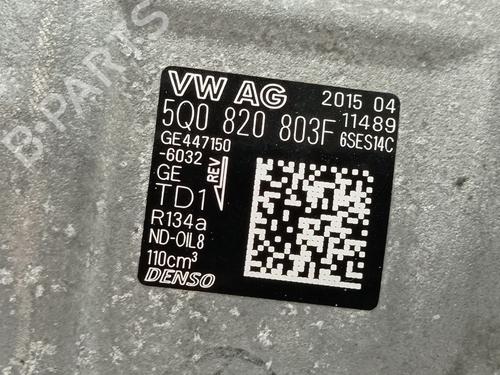 VW AG 2015 04
5Q0 820 803F 11489
6SES14C
GE447150
-6032
GE REV
TD1
R134a
ND-OIL8
110cm³
DENSO
B-PARTS